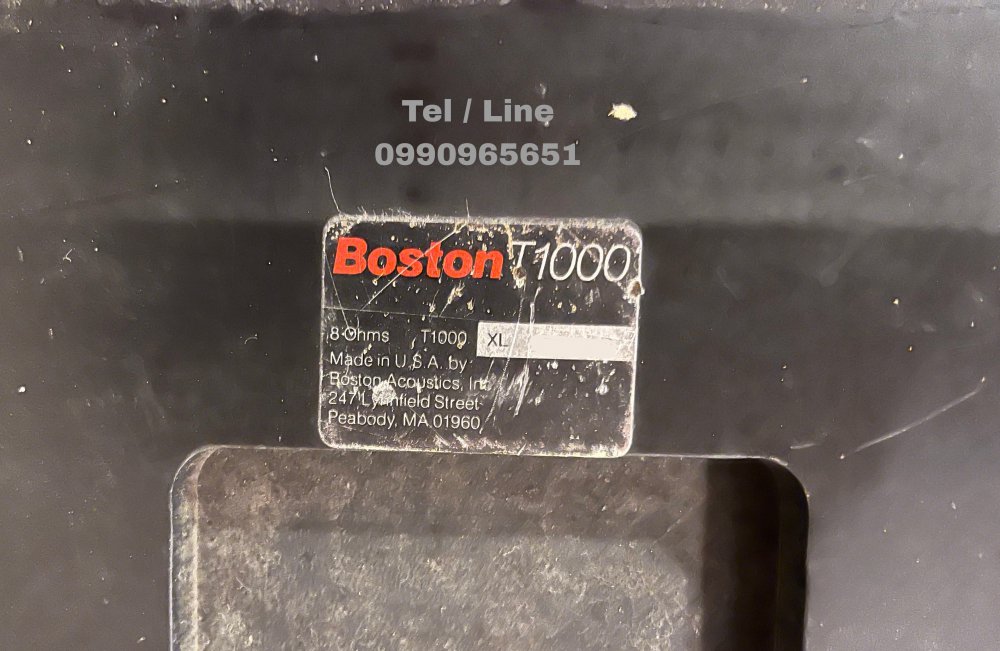 Tel / Line
0990965651
Boston T1000
8 Ohms T1000 XL
Made in U.S.A. by
Boston Acoustics, Inc.
247 Lynnfield Street
Peabody, MA 01960